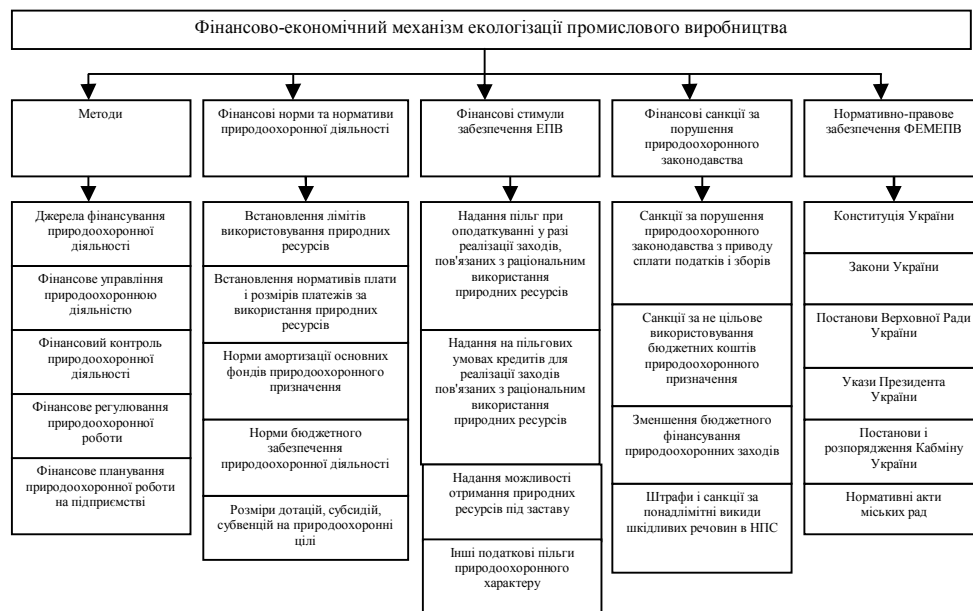 Фінансово-економічний механізм екологізації промислового виробництва
Методи
Фінансові норми та нормативи
природоохоронної діяльності
Фінансові стимули
забезпечення ЕПВ
Фінансові санкції за
порушення
природоохоронного
законодавства
Нормативно-правове
забезпечення ФЕМЕПВ
Джерела фінансування
природоохоронної
діяльності
Фінансове управління
природоохоронною
діяльністю
Фінансовий контроль
природоохоронної
діяльності
Фінансове регулювання
природоохоронної
роботи
Фінансове планування
природоохоронної роботи
на підприємстві
Встановлення лімітів
використовування природних
ресурсів
Встановлення нормативів плати
і розмірів платежів за
використання природних
ресурсів
Норми амортизації основних
фондів природоохоронного
призначення
Норми бюджетного
забезпечення
природоохоронної діяльності
Розміри дотацій, субсидій,
субвенцій на природоохоронні
цілі
Надання пільг при
оподаткуванні у разі
реалізації заходів,
пов'язаних з раціональним
використання
природних ресурсів
Надання на пільгових
умовах кредитів для
реалізації заходів
пов'язаних з раціональним
використання
природних ресурсів
Надання можливості
отримання природних
ресурсів під заставу
Інші податкові пільги
природоохоронного
характеру
Санкції за порушення
природоохоронного
законодавства з приводу
сплати податків і зборів
Санкції за не цільове
використовування
бюджетних коштів
природоохоронного
призначення
Зменшення бюджетного
фінансування
природоохоронних заходів
Штрафи і санкції за
понадлімітні викиди
шкідливих речовин в НПС
Конституція України
Закони України
Постанови Верховної Ради
України
Укази Президента
України
Постанови і
розпорядження Кабміну
України
Нормативні акти
міських рад